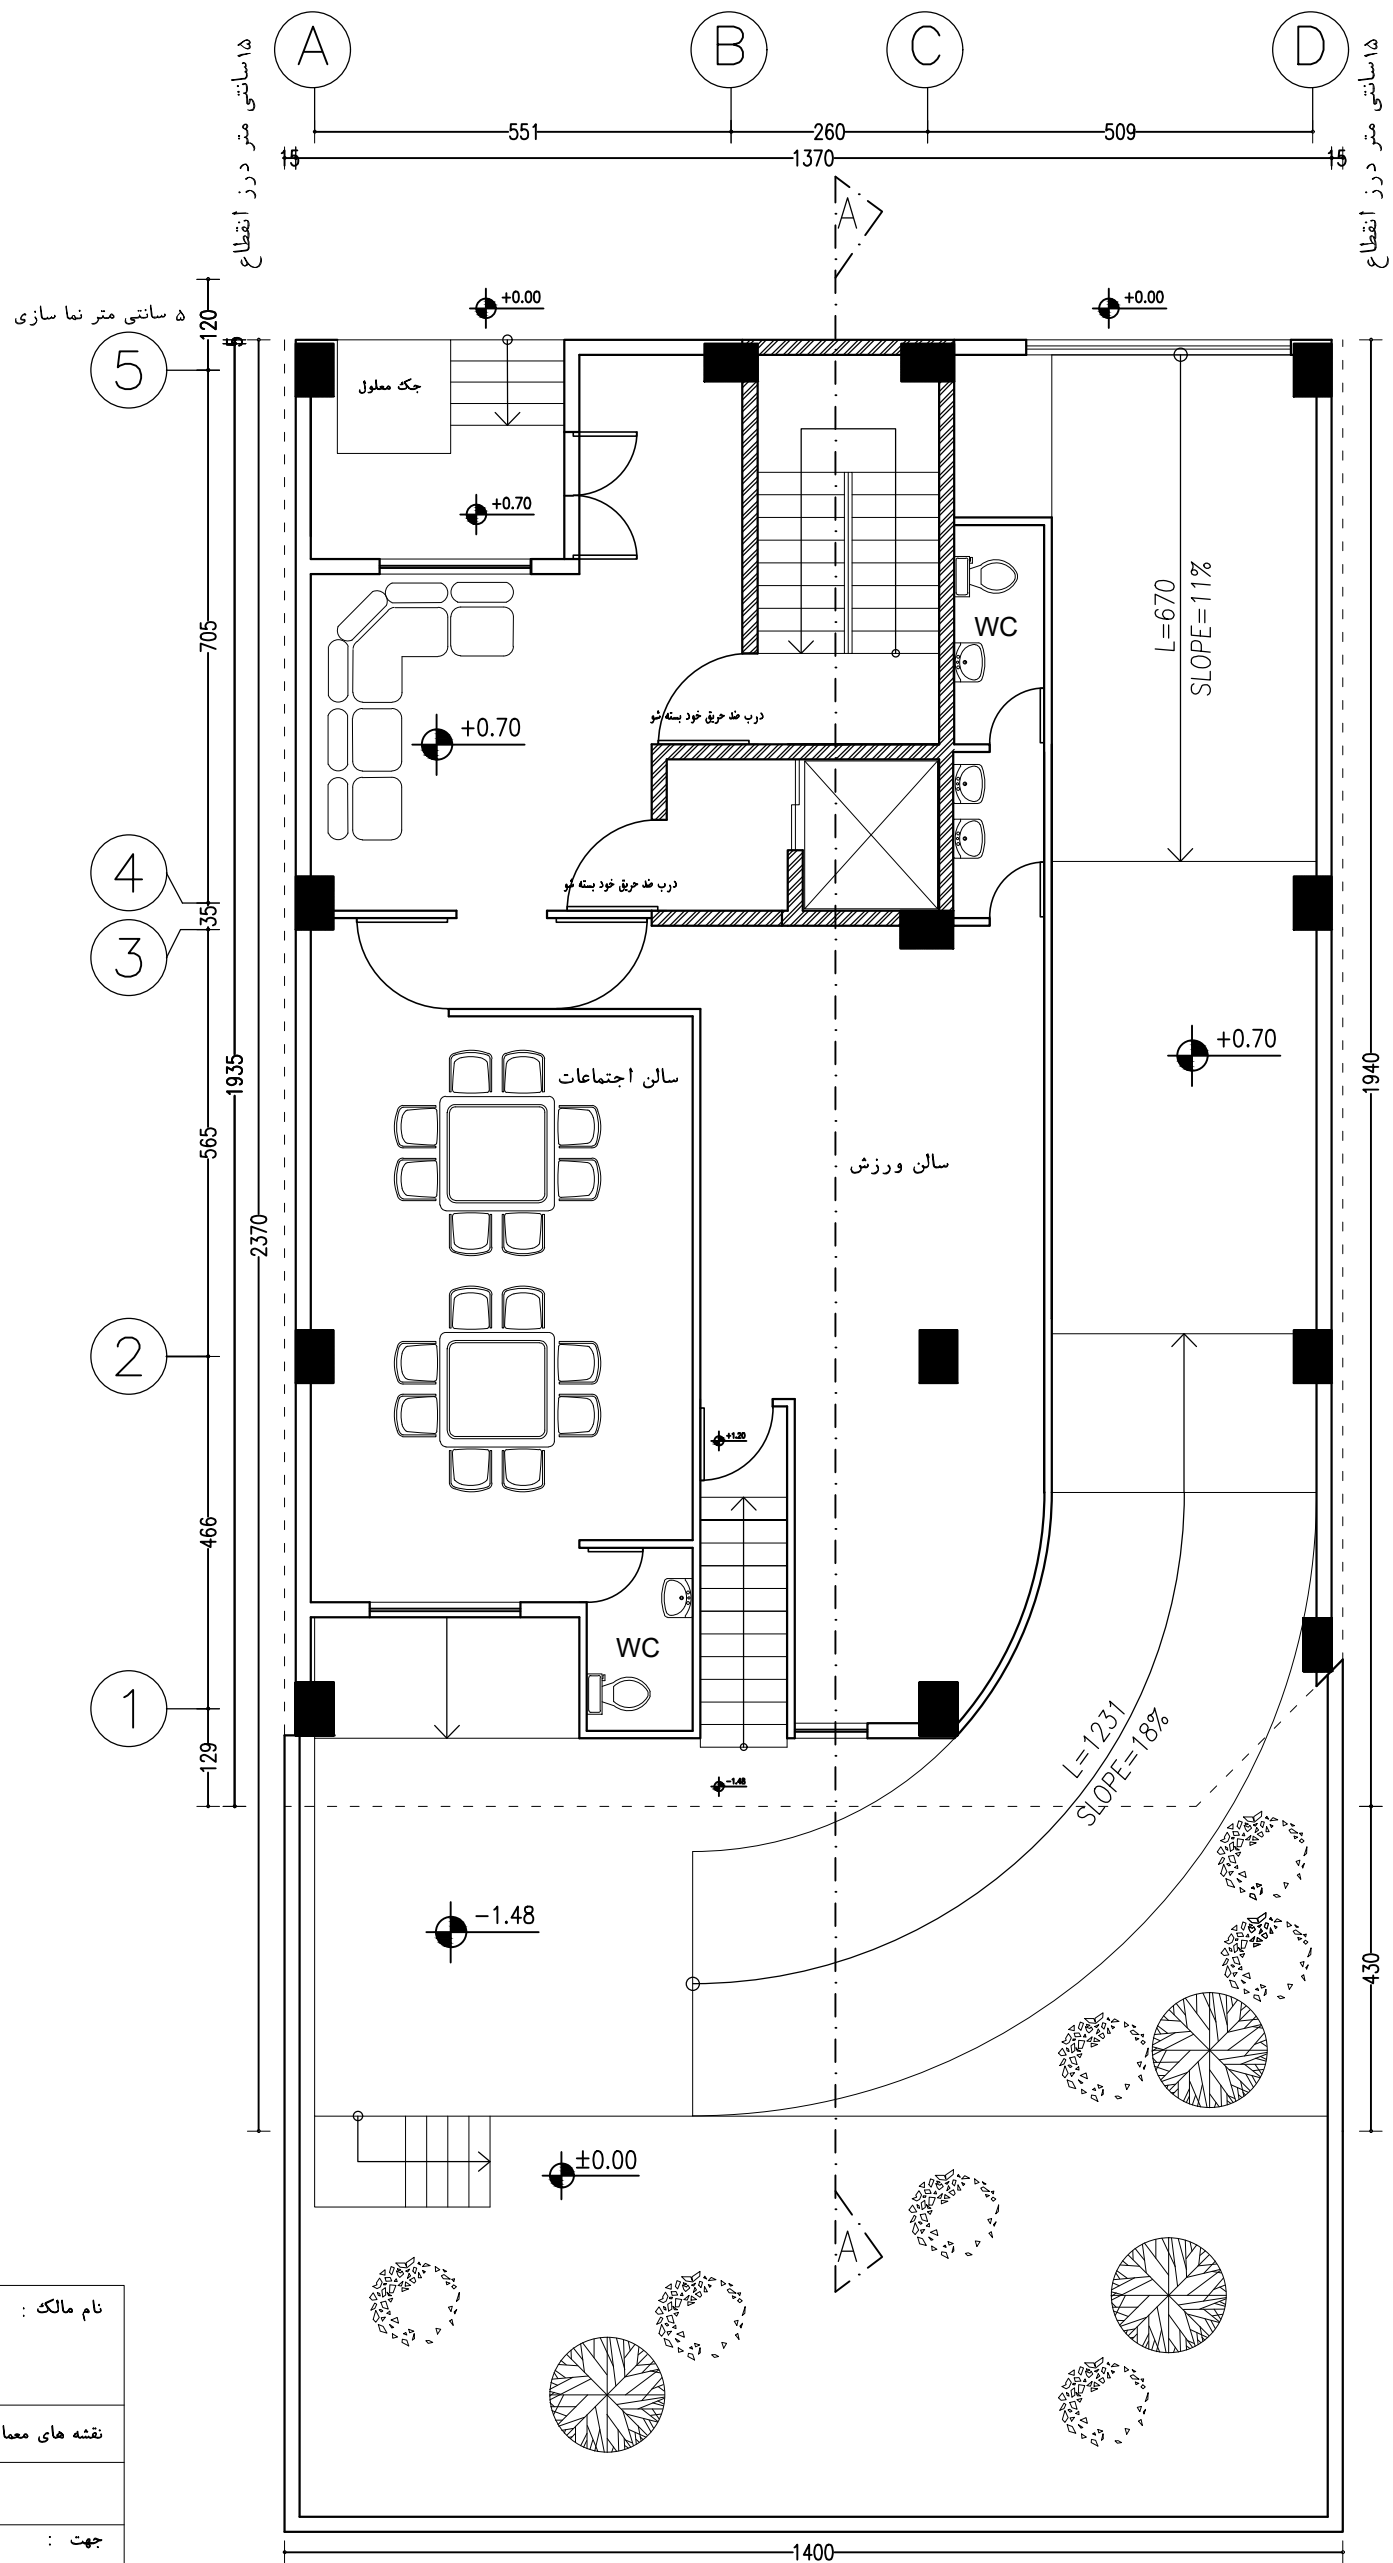 A
B
C
D
۱۵سانتی متر درز انقطاع
۱۵سانتی متر درز انقطاع
551
260
509
15
1370
15
A
+0.00
+0.00
120
۵ سانتی متر نما سازی
5
5
جک معلول
+0.70
705
L=670
SLOPE=11%
WC
درب ضد حریق خود بسته شو
+0.70
4
درب ضد حریق خود بسته شو
35
3
+0.70
1935
1940
سالن اجتماعات
565
سالن ورزش
2370
2
+1.20
466
WC
1
L=1231
SLOPE=18%
129
-1.48
-1.48
430
±0.00
A
نام مالک :
نقشه های معما
جهت :
1400